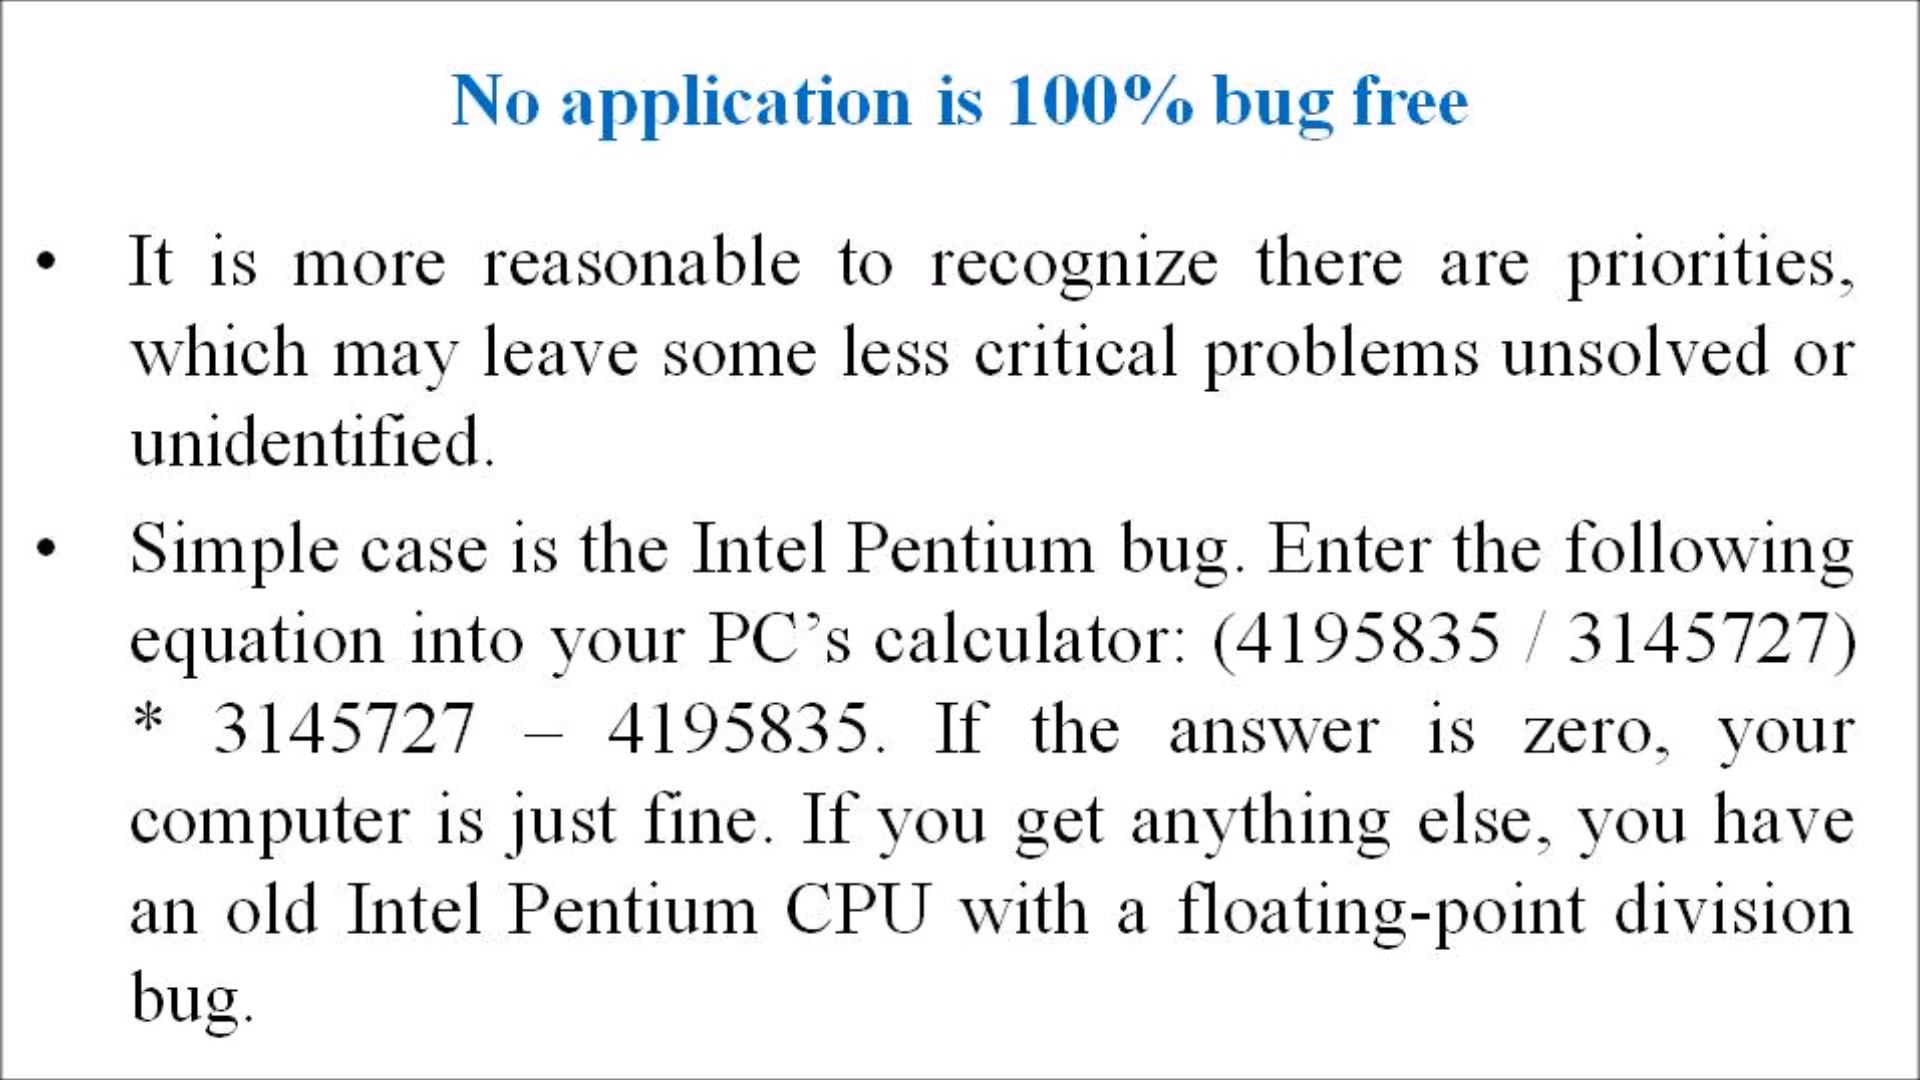 No application is 100% bug free
• It is more reasonable to recognize there are priorities,
which may leave some less critical problems unsolved or
unidentified.
• Simple case is the Intel Pentium bug. Enter the following
equation into your PC’s calculator: (4195835 / 3145727)
* 3145727 – 4195835. If the answer is zero, your
computer is just fine. If you get anything else, you have
an old Intel Pentium CPU with a floating-point division
bug.